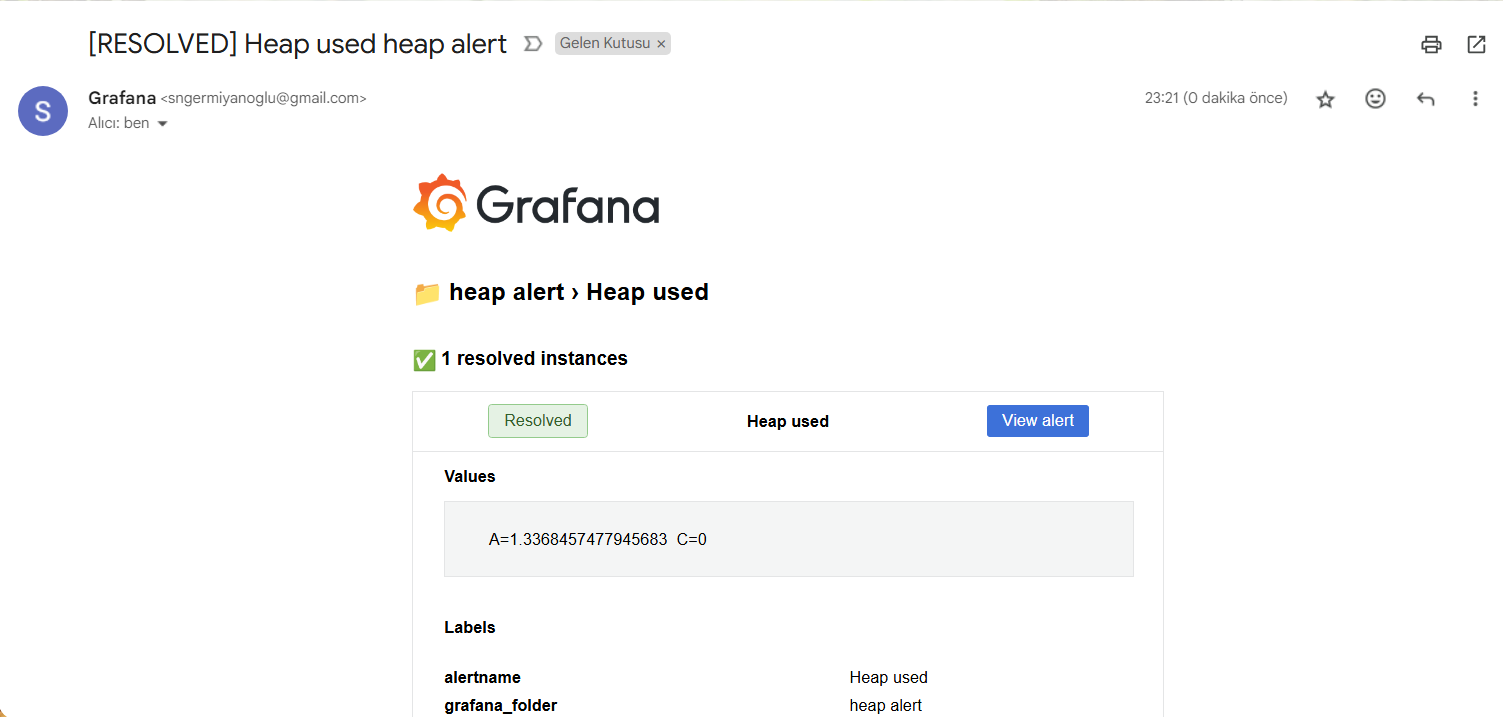 [RESOLVED] Heap used heap alert Gelen Kutusu ×
Grafana <sngermiyanoglu@gmail.com> 23:21 (0 dakika önce)
S
Alıcı: ben
Grafana
heap alert › Heap used
1 resolved instances
Resolved Heap used View alert
Values
A=1.3368457477945683 C=0
Labels
alertname Heap used
grafana_folder heap alert